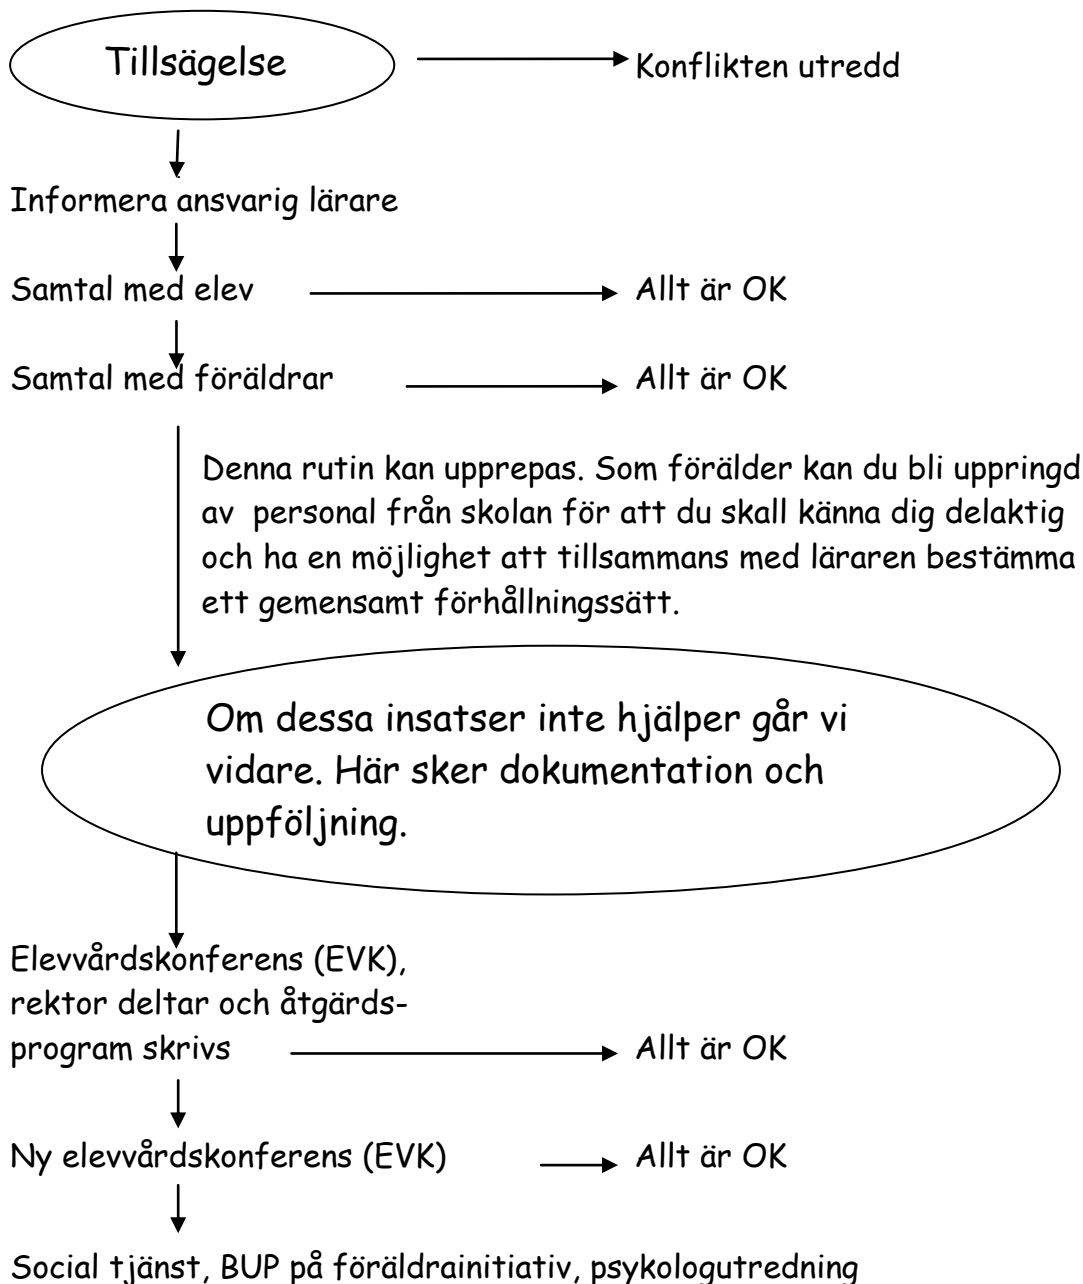 Tillsägelse
Konflikten utredd
Informera ansvarig lärare
Samtal med elev
Allt är OK
Samtal med föräldrar
Allt är OK
Denna rutin kan upprepas. Som förälder kan du bli uppringd
av personal från skolan för att du skall känna dig delaktig
och ha en möjlighet att tillsammans med läraren bestämma
ett gemensamt förhållningssätt.
Om dessa insatser inte hjälper går vi
vidare. Här sker dokumentation och
uppföljning.
Elevvårdskonferens (EVK),
rektor deltar och åtgärds-
program skrivs
Allt är OK
Ny elevvårdskonferens (EVK)
Allt är OK
Social tjänst, BUP på föräldrainitiativ, psykologutredning